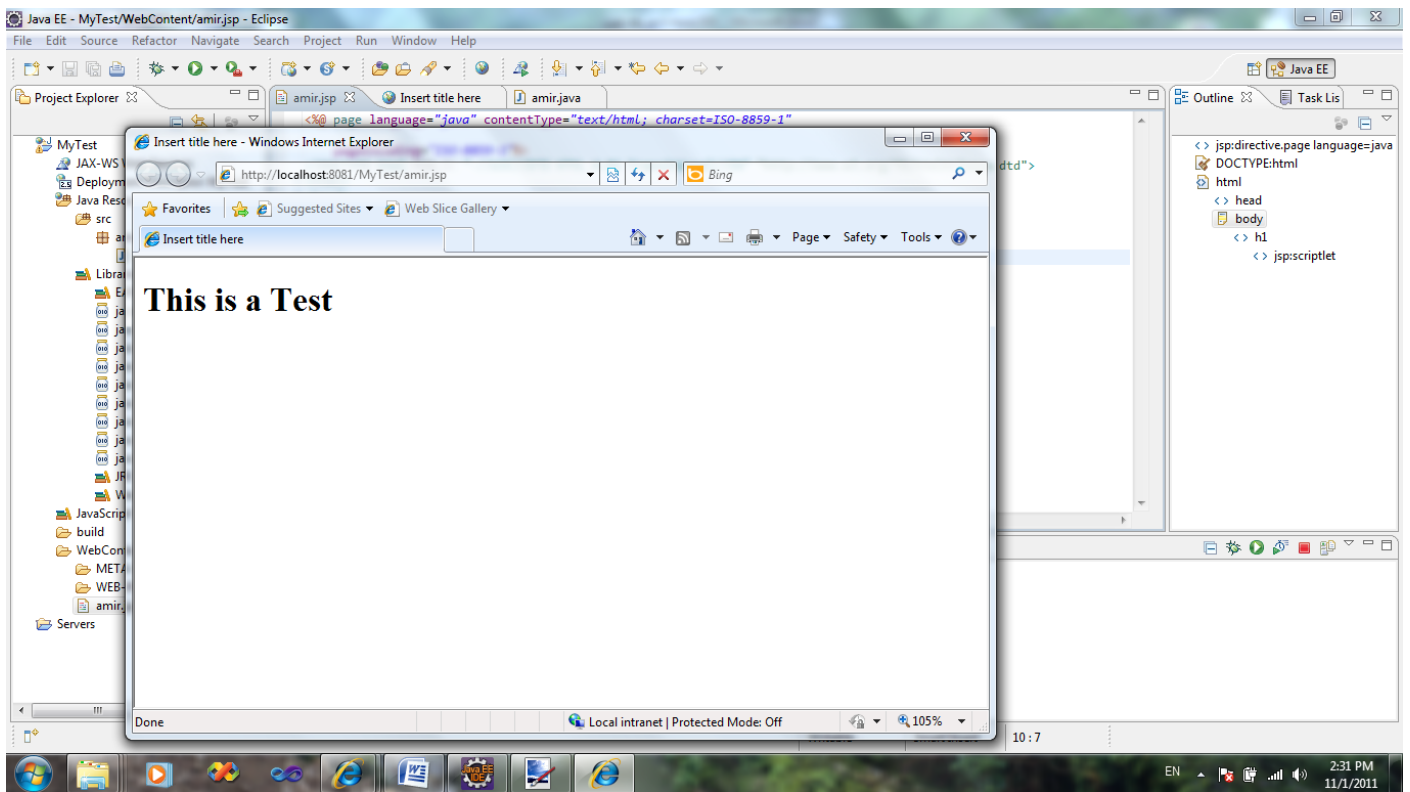 Java EE - MyTest/WebContent/amir.jsp - Eclipse
File Edit Source Refactor Navigate Search Project Run Window Help
Java EE
Project Explorer
amir.jsp
Insert title here
amir.java
Outline
Task Lis
<%@ page language="java" contentType="text/html; charset=ISO-8859-1"
dtd">
MyTest
JAX-WS
Deploym
Java Reso
src
Librar
JavaScrip
build
WebCont
META
WEB-
amir.j
Servers
Insert title here - Windows Internet Explorer
http://localhost:8081/MyTest/amir.jsp
Bing
Favorites
Suggested Sites
Web Slice Gallery
Insert title here
Page Safety Tools
This is a Test
Done
Local intranet | Protected Mode: Off
105%
jsp:directive.page language=java
DOCTYPE:html
html
head
body
h1
jsp:scriptlet
10 : 7
EN
2:31 PM
11/1/2011